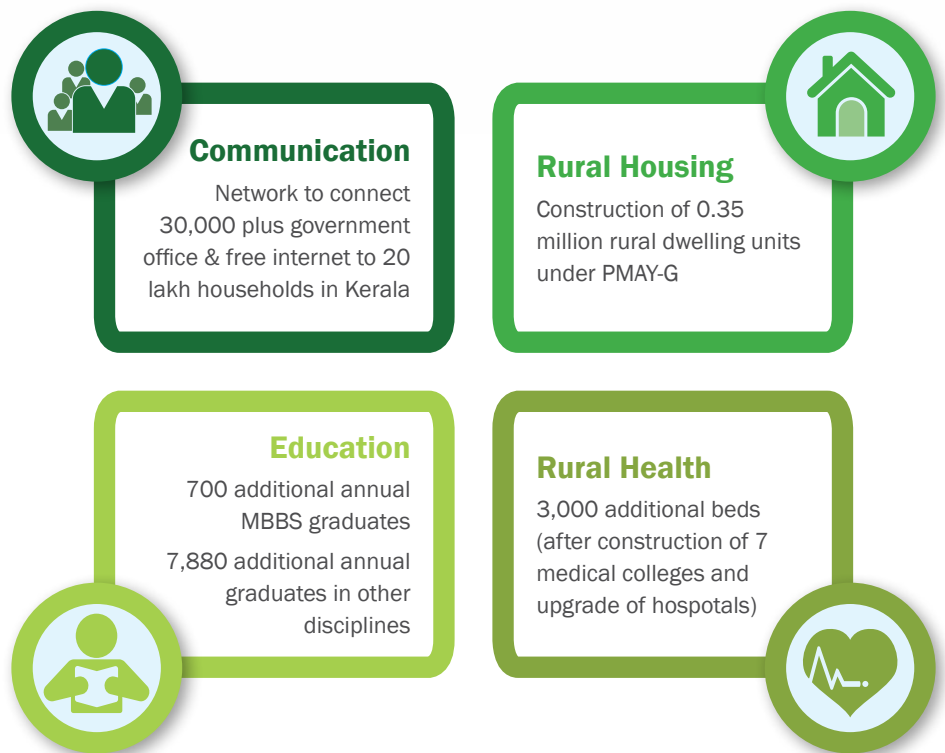 Communication
Network to connect
30,000 plus government
office & free internet to 20
lakh households in Kerala
Rural Housing
Construction of 0.35
million rural dwelling units
under PMAY-G
Education
700 additional annual
MBBS graduates
7,880 additional annual
graduates in other
disciplines
Rural Health
3,000 additional beds
(after construction of 7
medical colleges and
upgrade of hospotals)